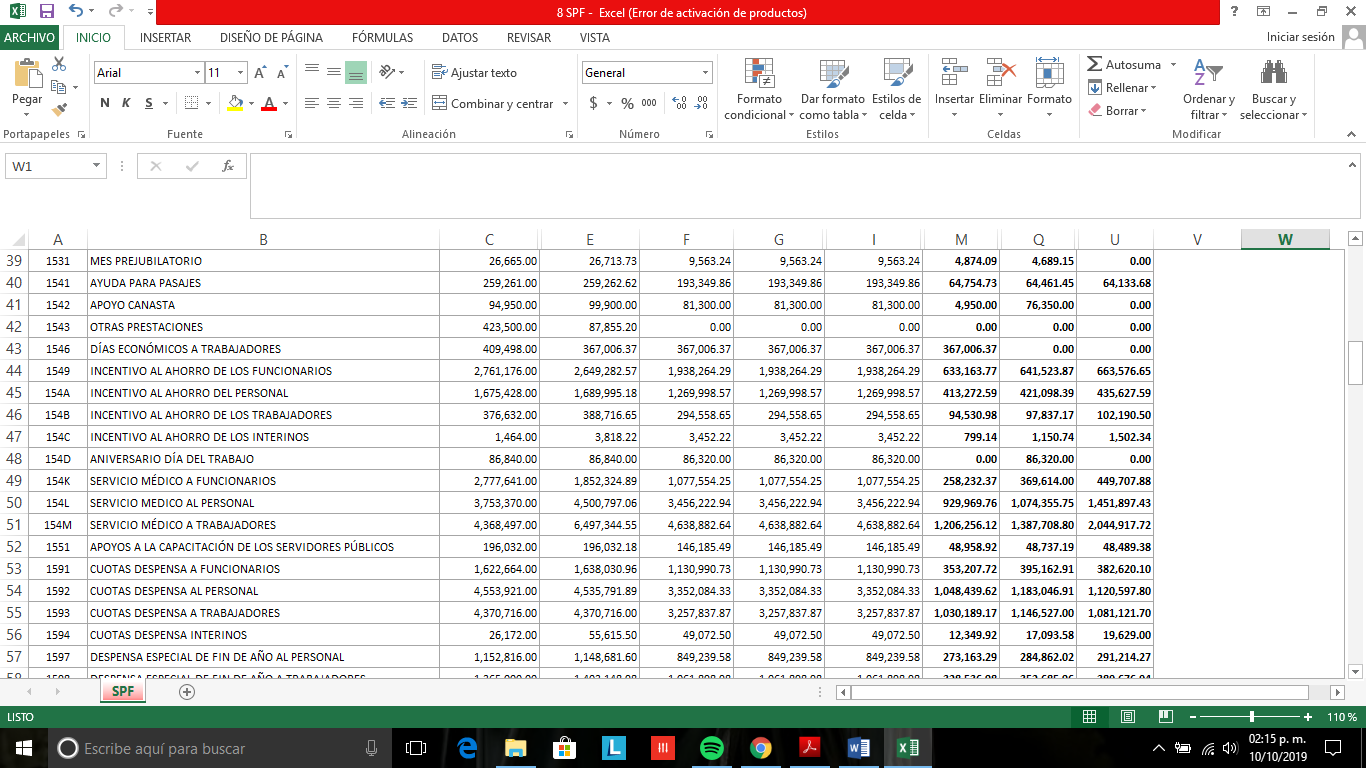 8 SPF - Excel (Error de activación de productos)
ARCHIVO INICIO INSERTAR DISEÑO DE PÁGINA FÓRMULAS DATOS REVISAR VISTA Iniciar sesión
Pegar
Arial 11
N K S
Ajustar texto
Combinar y centrar
General
$ % 000
Formato condicional
Dar formato como tabla
Estilos de celda
Insertar Eliminar Formato
Autosuma
Rellenar
Borrar
Ordenar y filtrar
Buscar y seleccionar
Portapapeles Fuente Alineación Número Estilos Celdas Modificar
W1 fx
A B C E F G I M Q U V W
39 1531 MES PREJUBILATORIO 26,665.00 26,713.73 9,563.24 9,563.24 9,563.24 4,874.09 4,689.15 0.00
40 1541 AYUDA PARA PASAJES 259,261.00 259,262.62 193,349.86 193,349.86 193,349.86 64,754.73 64,461.45 64,133.68
41 1542 APOYO CANASTA 94,950.00 99,900.00 81,300.00 81,300.00 81,300.00 4,950.00 76,350.00 0.00
42 1543 OTRAS PRESTACIONES 423,500.00 87,855.20 0.00 0.00 0.00 0.00 0.00 0.00
43 1546 DÍAS ECONÓMICOS A TRABAJADORES 409,498.00 367,006.37 367,006.37 367,006.37 367,006.37 367,006.37 0.00 0.00
44 1549 INCENTIVO AL AHORRO DE LOS FUNCIONARIOS 2,761,176.00 2,649,282.57 1,938,264.29 1,938,264.29 1,938,264.29 633,163.77 641,523.87 663,576.65
45 154A INCENTIVO AL AHORRO DEL PERSONAL 1,675,428.00 1,689,995.18 1,269,998.57 1,269,998.57 1,269,998.57 413,272.59 421,098.39 435,627.59
46 154B INCENTIVO AL AHORRO DE LOS TRABAJADORES 376,632.00 388,716.65 294,558.65 294,558.65 294,558.65 94,530.98 97,837.17 102,190.50
47 154C INCENTIVO AL AHORRO DE LOS INTERINOS 1,464.00 3,818.22 3,452.22 3,452.22 3,452.22 799.14 1,150.74 1,502.34
48 154D ANIVERSARIO DÍA DEL TRABAJO 86,840.00 86,840.00 86,320.00 86,320.00 86,320.00 0.00 86,320.00 0.00
49 154K SERVICIO MÉDICO A FUNCIONARIOS 2,777,641.00 1,852,324.89 1,077,554.25 1,077,554.25 1,077,554.25 258,232.37 369,614.00 449,707.88
50 154L SERVICIO MEDICO AL PERSONAL 3,753,370.00 4,500,797.06 3,456,222.94 3,456,222.94 3,456,222.94 929,969.76 1,074,355.75 1,451,897.43
51 154M SERVICIO MÉDICO A TRABAJADORES 4,368,497.00 6,497,344.55 4,638,882.64 4,638,882.64 4,638,882.64 1,206,256.12 1,387,708.80 2,044,917.72
52 1551 APOYOS A LA CAPACITACIÓN DE LOS SERVIDORES PÚBLICOS 196,032.00 196,032.18 146,185.49 146,185.49 146,185.49 48,958.92 48,737.19 48,489.38
53 1591 CUOTAS DESPENSA A FUNCIONARIOS 1,622,664.00 1,638,030.96 1,130,990.73 1,130,990.73 1,130,990.73 353,207.72 395,162.91 382,620.10
54 1592 CUOTAS DESPENSA AL PERSONAL 4,553,921.00 4,535,791.89 3,352,084.33 3,352,084.33 3,352,084.33 1,048,439.62 1,183,046.91 1,120,597.80
55 1593 CUOTAS DESPENSA A TRABAJADORES 4,370,716.00 4,370,716.00 3,257,837.87 3,257,837.87 3,257,837.87 1,030,189.17 1,146,527.00 1,081,121.70
56 1594 CUOTAS DESPENSA INTERINOS 26,172.00 55,615.50 49,072.50 49,072.50 49,072.50 12,349.92 17,093.58 19,629.00
57 1597 DESPENSA ESPECIAL DE FIN DE AÑO AL PERSONAL 1,152,816.00 1,148,681.60 849,239.58 849,239.58 849,239.58 273,163.29 284,862.02 291,214.27
58 1598 DESPENSA ESPECIAL DE FIN DE AÑO A TRABAJADORES
SPF
LISTO 110 %
Escribe aquí para buscar
02:15 p. m.
10/10/2019